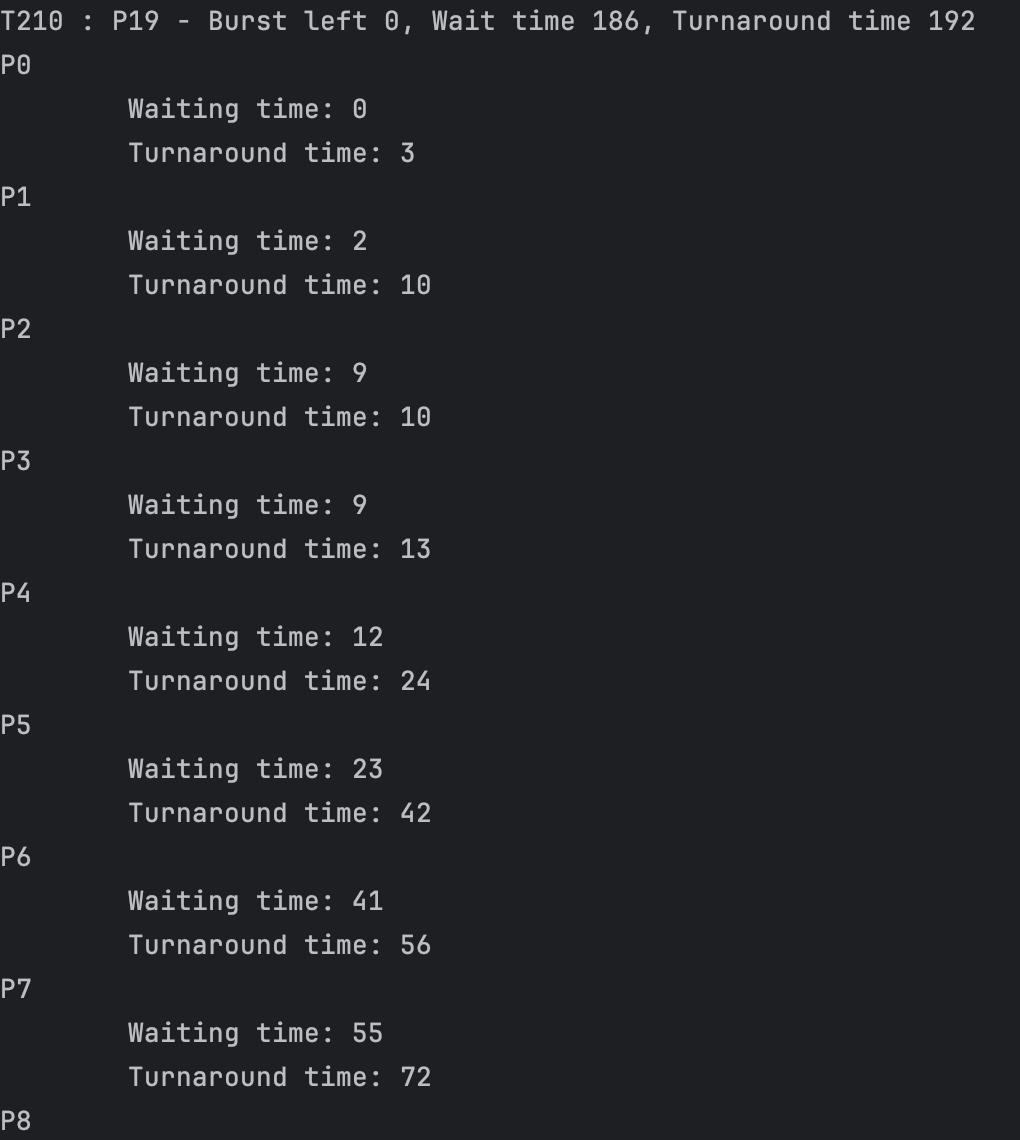 T210 : P19 - Burst left 0, Wait time 186, Turnaround time 192
P0
Waiting time: 0
Turnaround time: 3
P1
Waiting time: 2
Turnaround time: 10
P2
Waiting time: 9
Turnaround time: 10
P3
Waiting time: 9
Turnaround time: 13
P4
Waiting time: 12
Turnaround time: 24
P5
Waiting time: 23
Turnaround time: 42
P6
Waiting time: 41
Turnaround time: 56
P7
Waiting time: 55
Turnaround time: 72
P8